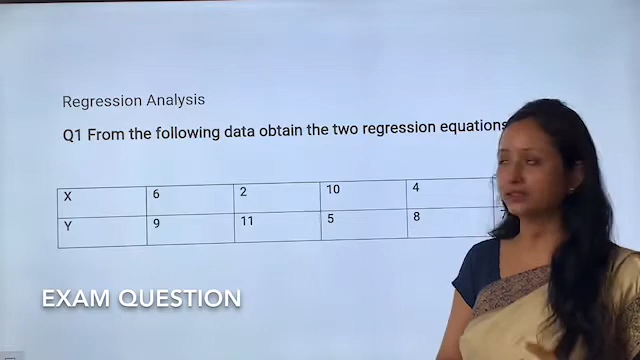 Regression Analysis
Q1 From the following data obtain the two regression equations
X 6 2 10 4
Y 9 11 5 8
EXAM QUESTION